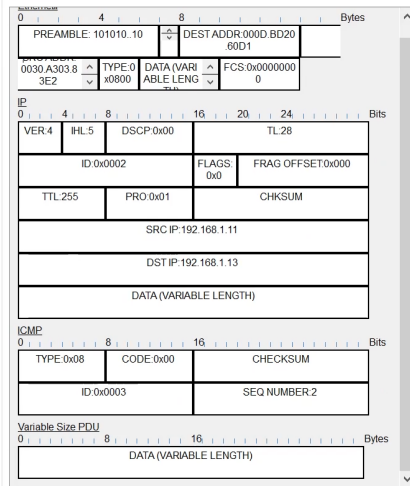 0 4 8 Bytes
PREAMBLE: 101010..10
DEST ADDR:000D.BD20
.60D1
0030.A303.8
3E2
TYPE:0
x0800
DATA (VARI
ABLE LENG
FCS:0x0000000
0
IP
0 4 8 16 20 24 Bits
VER:4 IHL:5 DSCP:0x00 TL:28
ID:0x0002 FLAGS:
0x0
FRAG OFFSET:0x000
TTL:255 PRO:0x01 CHKSUM
SRC IP:192.168.1.11
DST IP:192.168.1.13
DATA (VARIABLE LENGTH)
ICMP
0 8 16 Bits
TYPE:0x08 CODE:0x00 CHECKSUM
ID:0x0003 SEQ NUMBER:2
Variable Size PDU
0 8 16 Bytes
DATA (VARIABLE LENGTH)